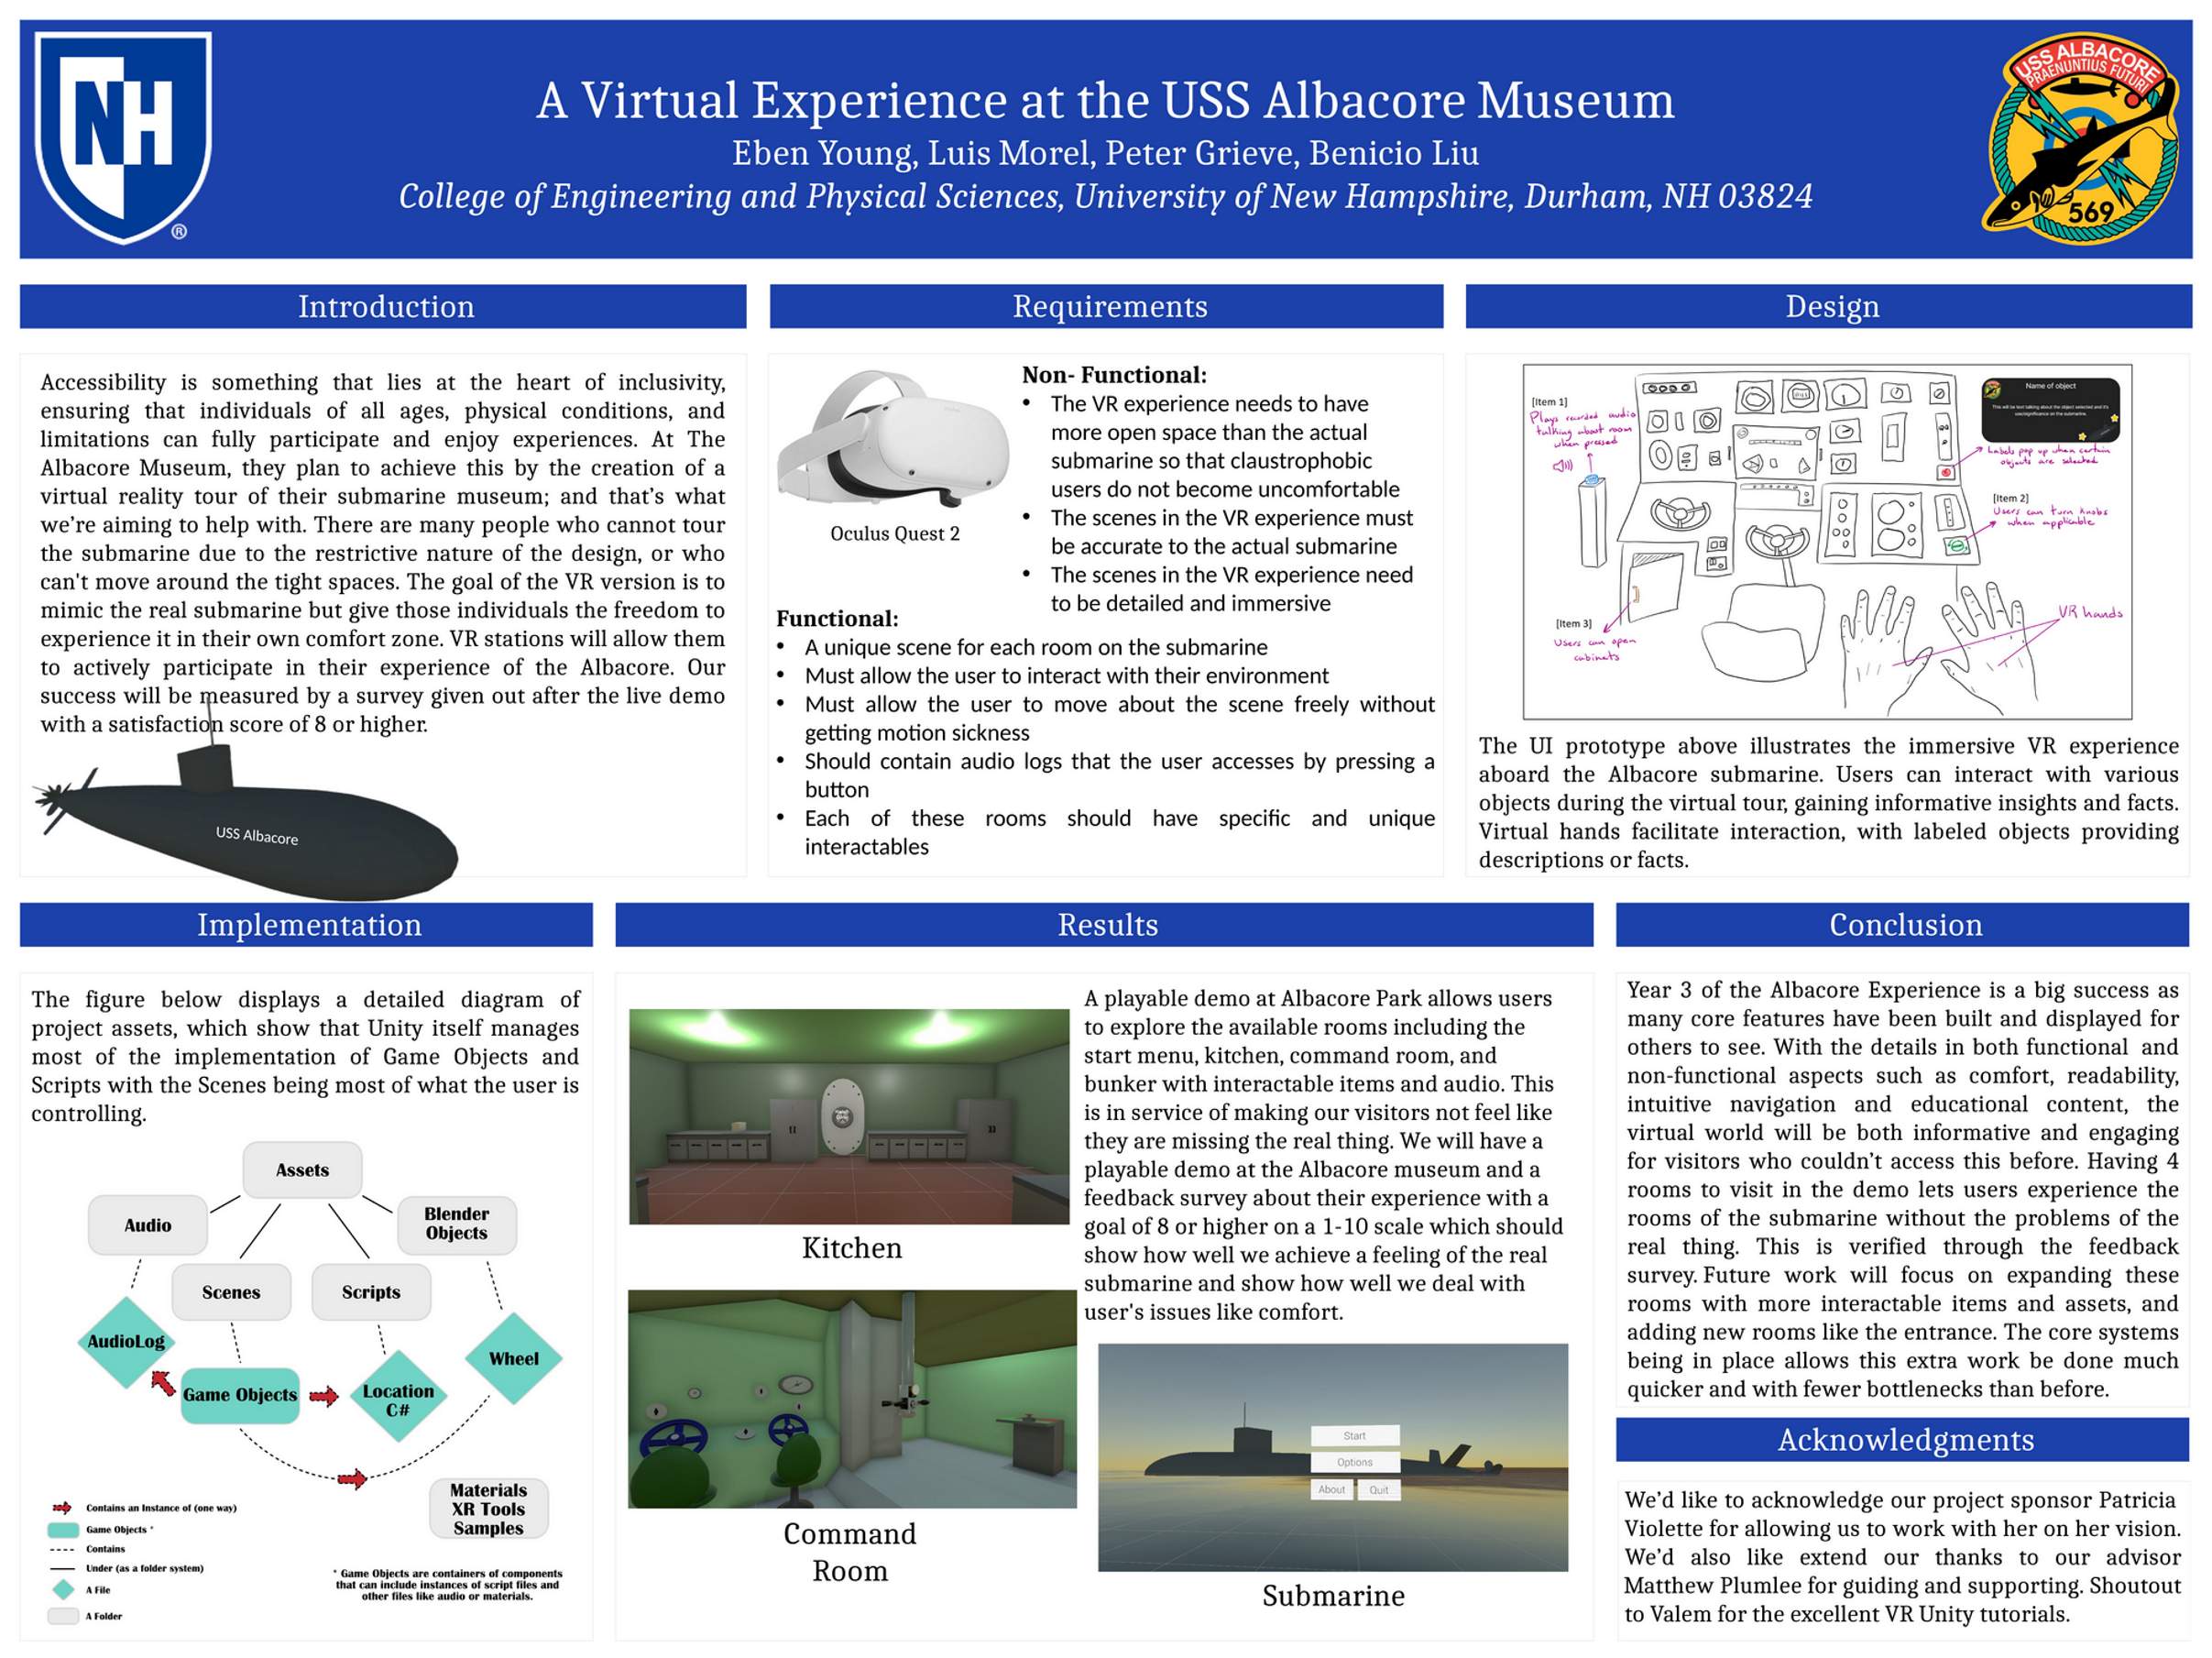 NH
®
A Virtual Experience at the USS Albacore Museum
Eben Young, Luis Morel, Peter Grieve, Benicio Liu
College of Engineering and Physical Sciences, University of New Hampshire, Durham, NH 03824
USS ALBACORE
PRAENUNTIUS FUTURI
569
Introduction
Accessibility is something that lies at the heart of inclusivity,
ensuring that individuals of all ages, physical conditions, and
limitations can fully participate and enjoy experiences. At The
Albacore Museum, they plan to achieve this by the creation of a
virtual reality tour of their submarine museum; and that’s what
we’re aiming to help with. There are many people who cannot tour
the submarine due to the restrictive nature of the design, or who
can't move around the tight spaces. The goal of the VR version is to
mimic the real submarine but give those individuals the freedom to
experience it in their own comfort zone. VR stations will allow them
to actively participate in their experience of the Albacore. Our
success will be measured by a survey given out after the live demo
with a satisfaction score of 8 or higher.
USS Albacore
Requirements
Oculus Quest 2
Non- Functional:
• The VR experience needs to have
more open space than the actual
submarine so that claustrophobic
users do not become uncomfortable
• The scenes in the VR experience must
be accurate to the actual submarine
• The scenes in the VR experience need
to be detailed and immersive
Functional:
• A unique scene for each room on the submarine
• Must allow the user to interact with their environment
• Must allow the user to move about the scene freely without
getting motion sickness
• Should contain audio logs that the user accesses by pressing a
button
• Each of these rooms should have specific and unique
interactables
Design
[Item 1]
Plays recorded audio
talking about room
when pressed
Name of object
This will be text talking about the object selected and it's
use/significance on the submarine.
Labels pop up when certain
objects are selected
[Item 2]
Users can turn knobs
when applicable
[Item 3]
Users can open
cabinets
VR hands
The UI prototype above illustrates the immersive VR experience
aboard the Albacore submarine. Users can interact with various
objects during the virtual tour, gaining informative insights and facts.
Virtual hands facilitate interaction, with labeled objects providing
descriptions or facts.
Implementation
The figure below displays a detailed diagram of
project assets, which show that Unity itself manages
most of the implementation of Game Objects and
Scripts with the Scenes being most of what the user is
controlling.
Assets
Audio
Blender
Objects
Scenes
Scripts
AudioLog
Wheel
Game Objects
Location
C#
Materials
XR Tools
Samples
Contains an Instance of (one way)
Game Objects *
Contains
Under (as a folder system)
A File
A Folder
* Game Objects are containers of components
that can include instances of script files and
other files like audio or materials.
Results
Kitchen
Command
Room
A playable demo at Albacore Park allows users
to explore the available rooms including the
start menu, kitchen, command room, and
bunker with interactable items and audio. This
is in service of making our visitors not feel like
they are missing the real thing. We will have a
playable demo at the Albacore museum and a
feedback survey about their experience with a
goal of 8 or higher on a 1-10 scale which should
show how well we achieve a feeling of the real
submarine and show how well we deal with
user's issues like comfort.
Start
Options
About Quit
Submarine
Conclusion
Year 3 of the Albacore Experience is a big success as
many core features have been built and displayed for
others to see. With the details in both functional and
non-functional aspects such as comfort, readability,
intuitive navigation and educational content, the
virtual world will be both informative and engaging
for visitors who couldn’t access this before. Having 4
rooms to visit in the demo lets users experience the
rooms of the submarine without the problems of the
real thing. This is verified through the feedback
survey. Future work will focus on expanding these
rooms with more interactable items and assets, and
adding new rooms like the entrance. The core systems
being in place allows this extra work be done much
quicker and with fewer bottlenecks than before.
Acknowledgments
We’d like to acknowledge our project sponsor Patricia
Violette for allowing us to work with her on her vision.
We’d also like extend our thanks to our advisor
Matthew Plumlee for guiding and supporting. Shoutout
to Valem for the excellent VR Unity tutorials.